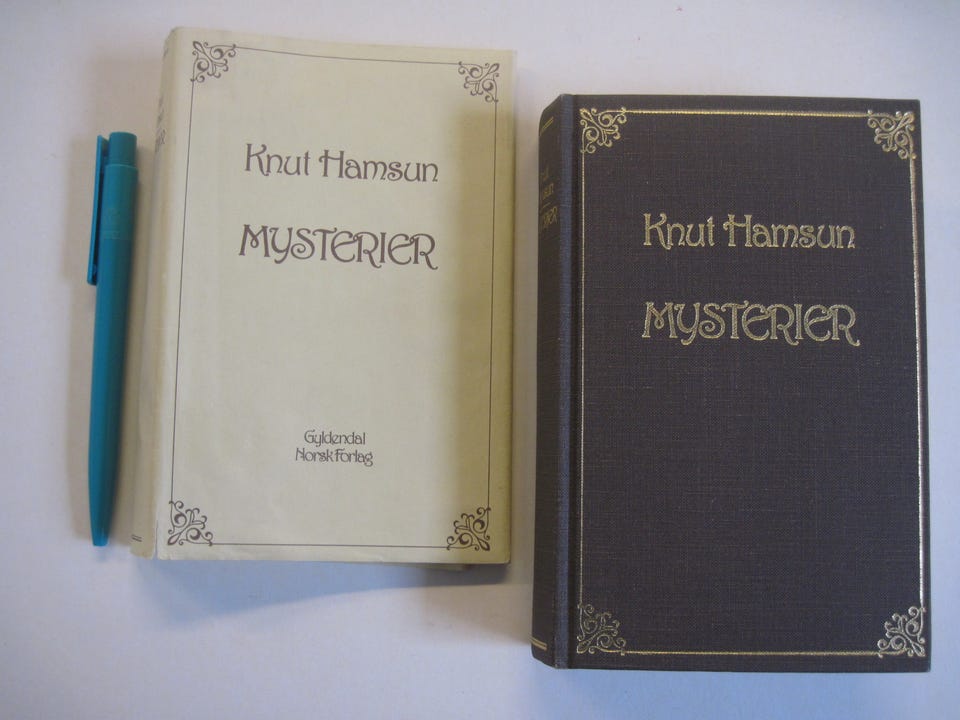 Knut Hamsun
MYSTERIER
Gyldendal
Norsk Forlag
Knut Hamsun
MYSTERIER